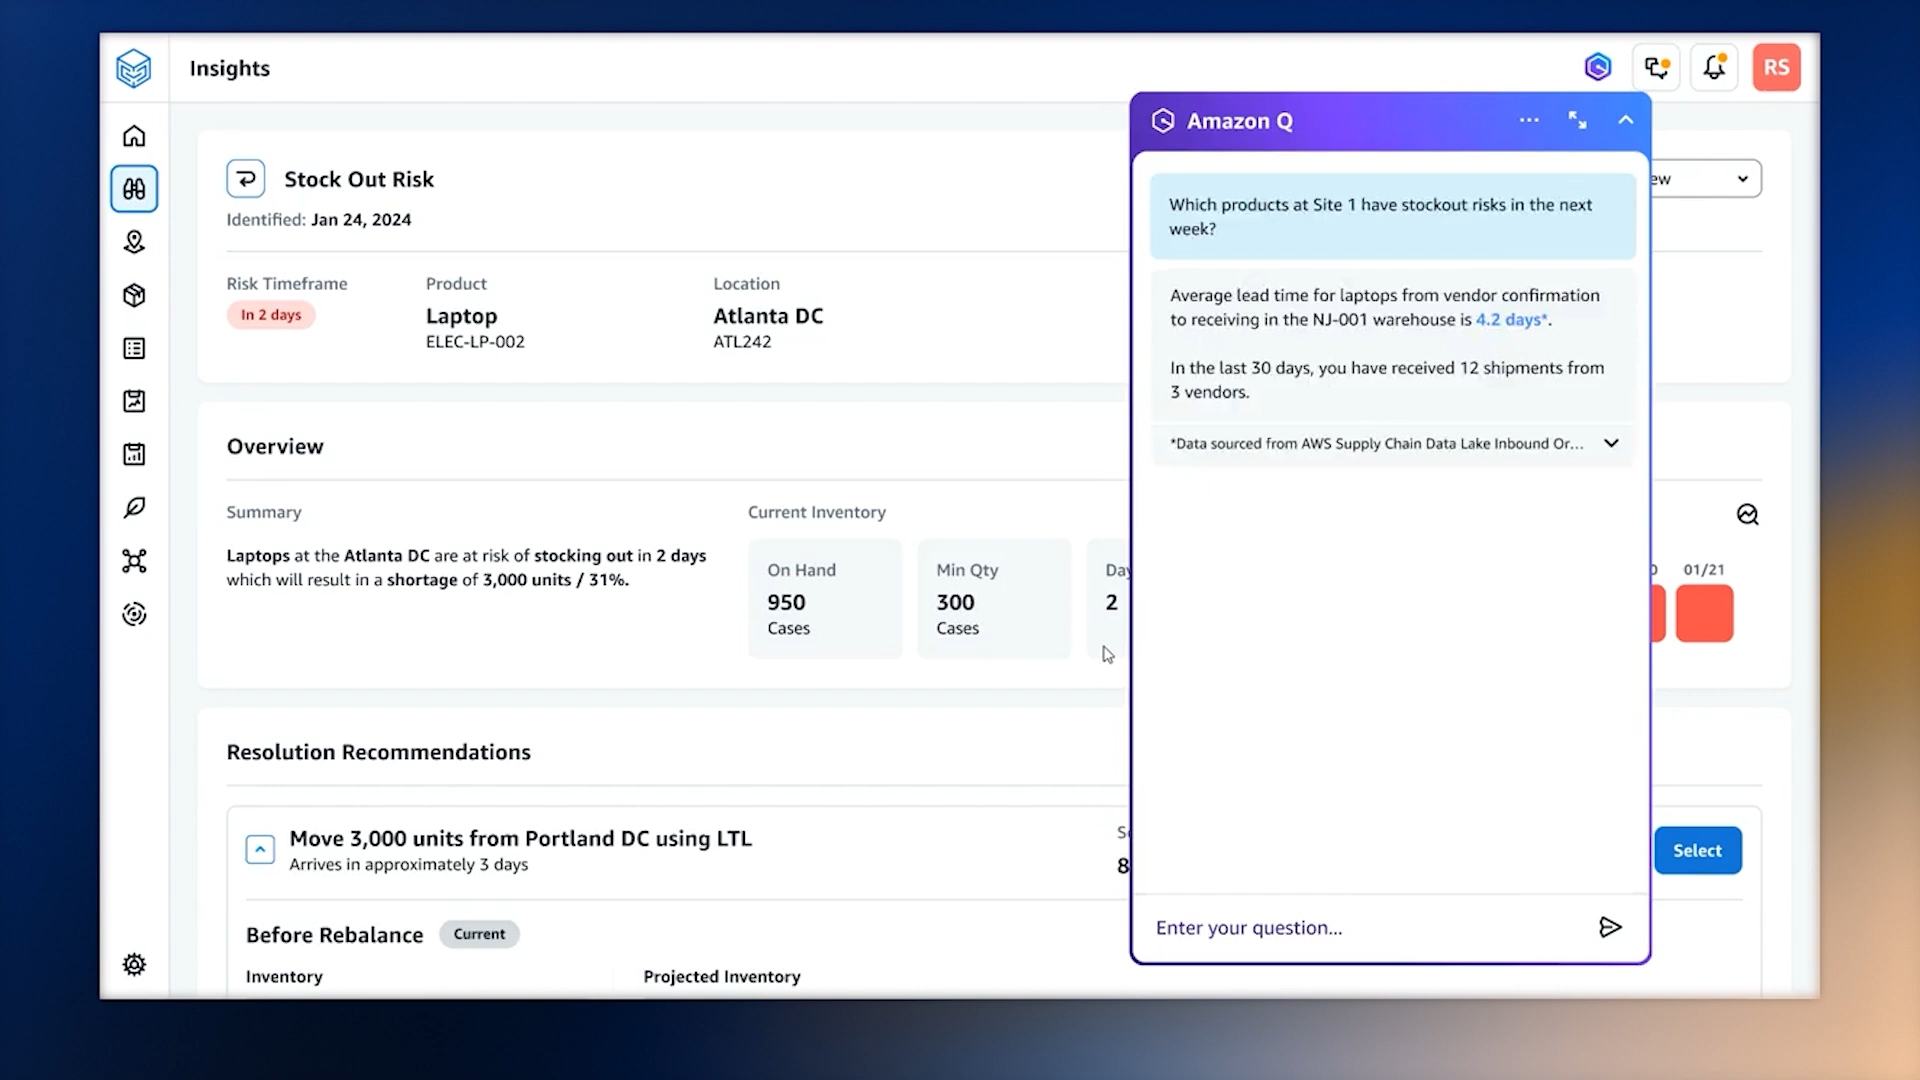 Insights
RS
Stock Out Risk
Identified: Jan 24, 2024
Risk Timeframe
In 2 days
Product
Laptop
ELEC-LP-002
Location
Atlanta DC
ATL242
Overview
Summary
Laptops at the Atlanta DC are at risk of stocking out in 2 days
which will result in a shortage of 3,000 units / 31%.
Current Inventory
On Hand
950
Cases
Min Qty
300
Cases
2
01/21
Resolution Recommendations
Move 3,000 units from Portland DC using LTL
Arrives in approximately 3 days
8
Select
Before Rebalance
Current
Inventory
Projected Inventory
Amazon Q
Which products at Site 1 have stockout risks in the next
week?
Average lead time for laptops from vendor confirmation
to receiving in the NJ-001 warehouse is 4.2 days*.
In the last 30 days, you have received 12 shipments from
3 vendors.
*Data sourced from AWS Supply Chain Data Lake Inbound Or...
Enter your question...